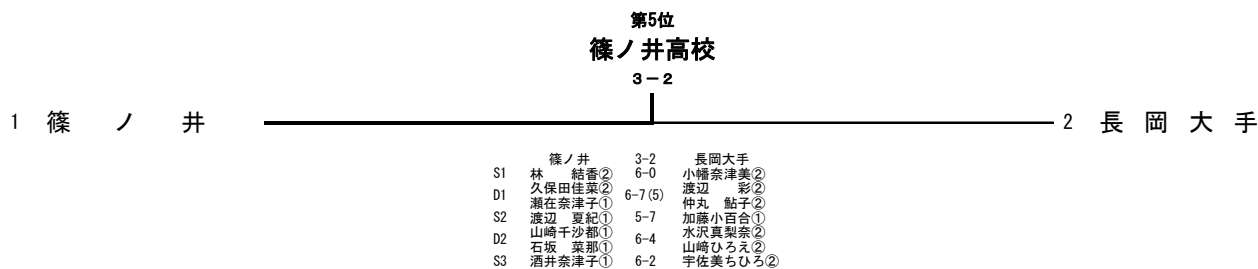 第5位
篠ノ井高校
3－2
1 篠ノ井 2 長岡大手
篠ノ井 3-2 長岡大手
S1 林　結香② 6-0 小幡奈津美②
D1 久保田佳菜② 瀬在奈津子① 6-7(5) 渡辺　彩② 仲丸　鮎子②
S2 渡辺　夏紀① 5-7 加藤小百合①
D2 山崎千沙都① 石坂　菜那① 6-4 水沢真梨奈② 山﨑ひろえ②
S3 酒井奈津子① 6-2 宇佐美ちひろ②